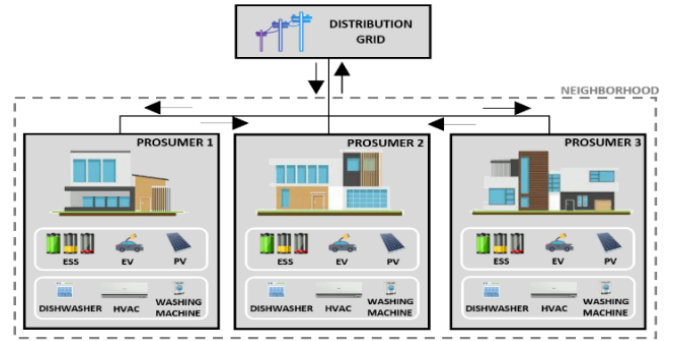 DISTRIBUTION
GRID
NEIGHBORHOOD
PROSUMER 1
ESS EV PV
DISHWASHER HVAC WASHING
MACHINE
PROSUMER 2
ESS EV PV
DISHWASHER HVAC WASHING
MACHINE
PROSUMER 3
ESS EV PV
DISHWASHER HVAC WASHING
MACHINE